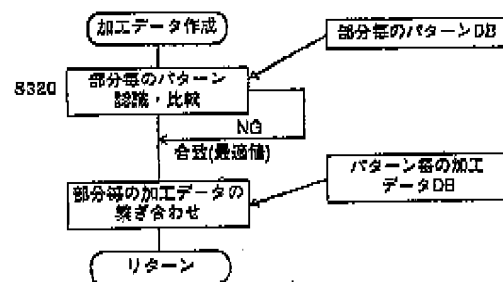 加工データ作成
部分毎のパターンDB
S320
部分毎のパターン
認識・比較
NG
合致(最適値)
パターン毎の加工
データDB
部分毎の加工データの
繋ぎ合わせ
リターン